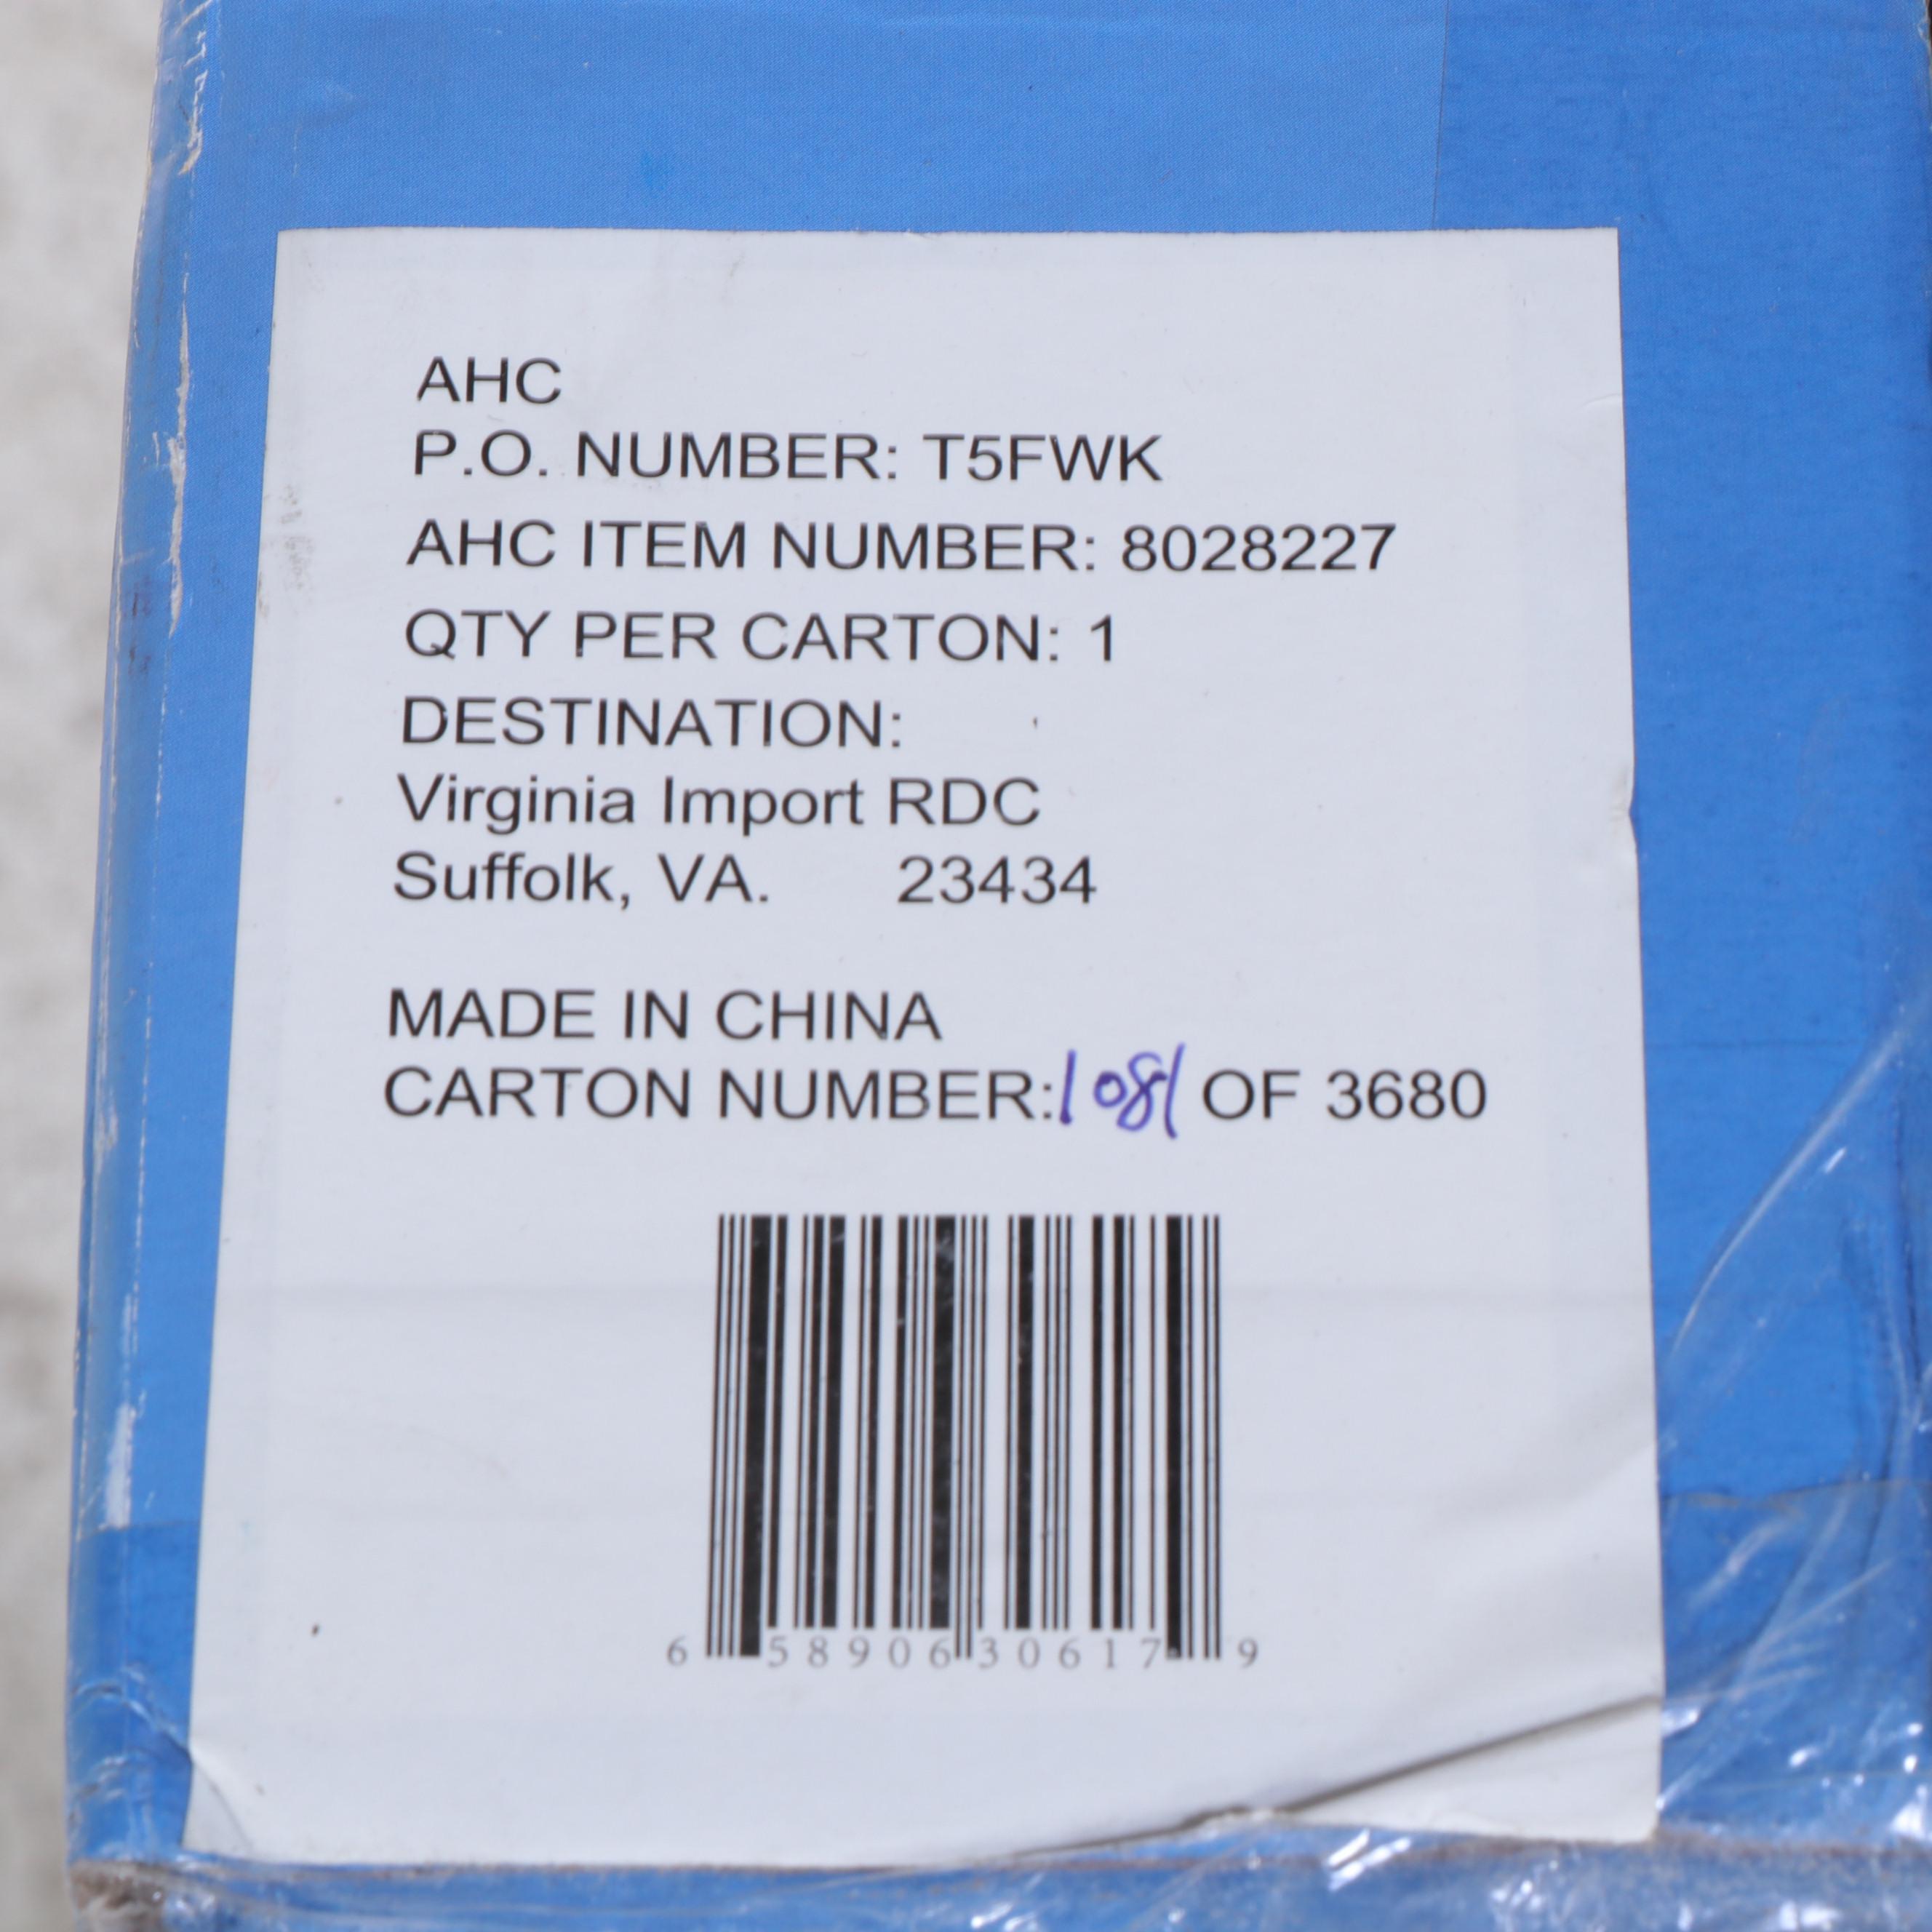 AHC
P.O. NUMBER: T5FWK
AHC ITEM NUMBER: 8028227
QTY PER CARTON: 1
DESTINATION:
Virginia Import RDC
Suffolk, VA. 23434
MADE IN CHINA
CARTON NUMBER: 1081 OF 3680
6 58906 30617 9